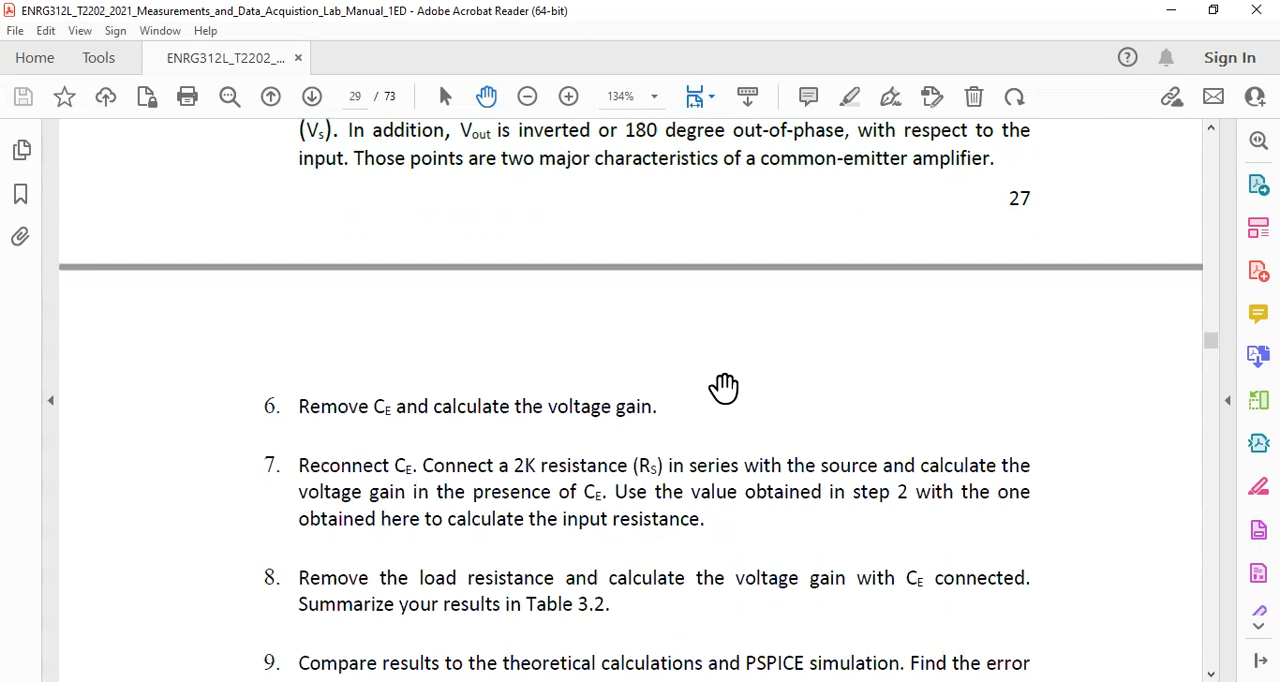 ENRG312L_T2202_2021_Measurements_and_Data_Acquistion_Lab_Manual_1ED - Adobe Acrobat Reader (64-bit)
File Edit View Sign Window Help
Home Tools ENRG312L_T2202_... × Sign In
29 / 73 134%
(Vs). In addition, Vout is inverted or 180 degree out-of-phase, with respect to the
input. Those points are two major characteristics of a common-emitter amplifier.
27
6. Remove CE and calculate the voltage gain.
7. Reconnect CE. Connect a 2K resistance (RS) in series with the source and calculate the
voltage gain in the presence of CE. Use the value obtained in step 2 with the one
obtained here to calculate the input resistance.
8. Remove the load resistance and calculate the voltage gain with CE connected.
Summarize your results in Table 3.2.
9. Compare results to the theoretical calculations and PSPICE simulation. Find the error